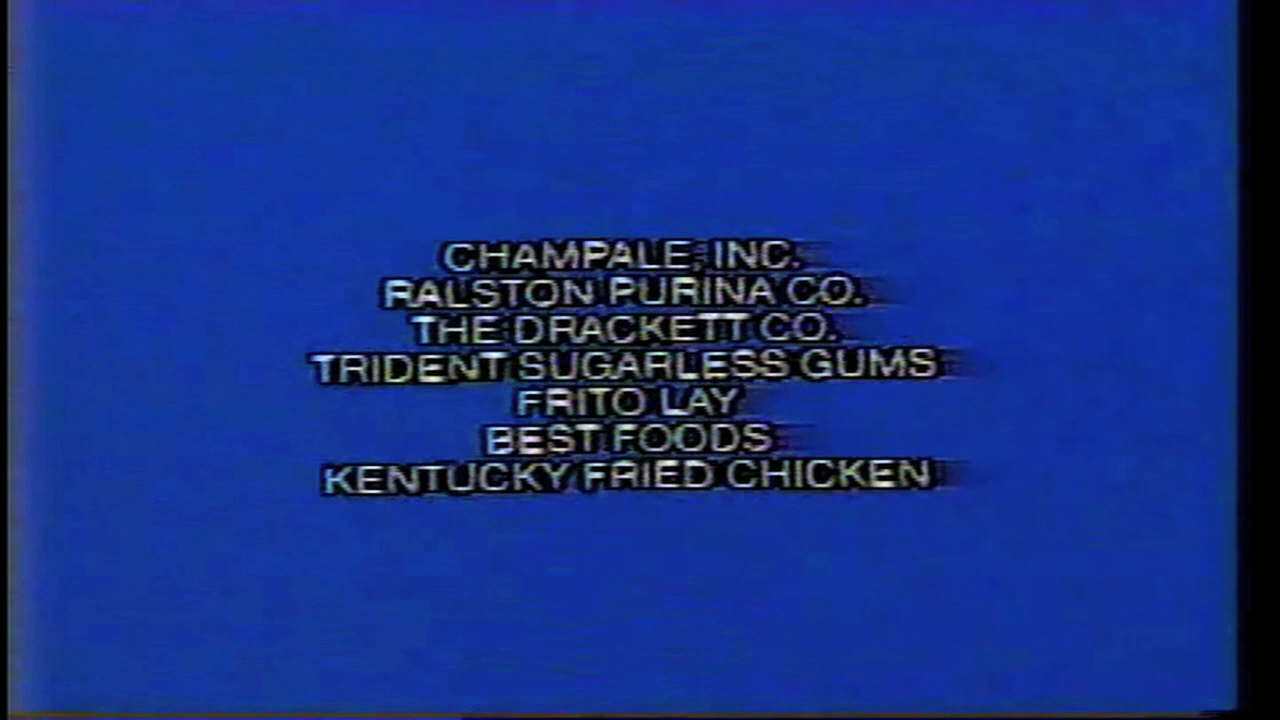 CHAMPALE, INC.
RALSTON PURINA CO.
THE DRACKETT CO.
TRIDENT SUGARLESS GUMS
FRITO LAY
BEST FOODS
KENTUCKY FRIED CHICKEN